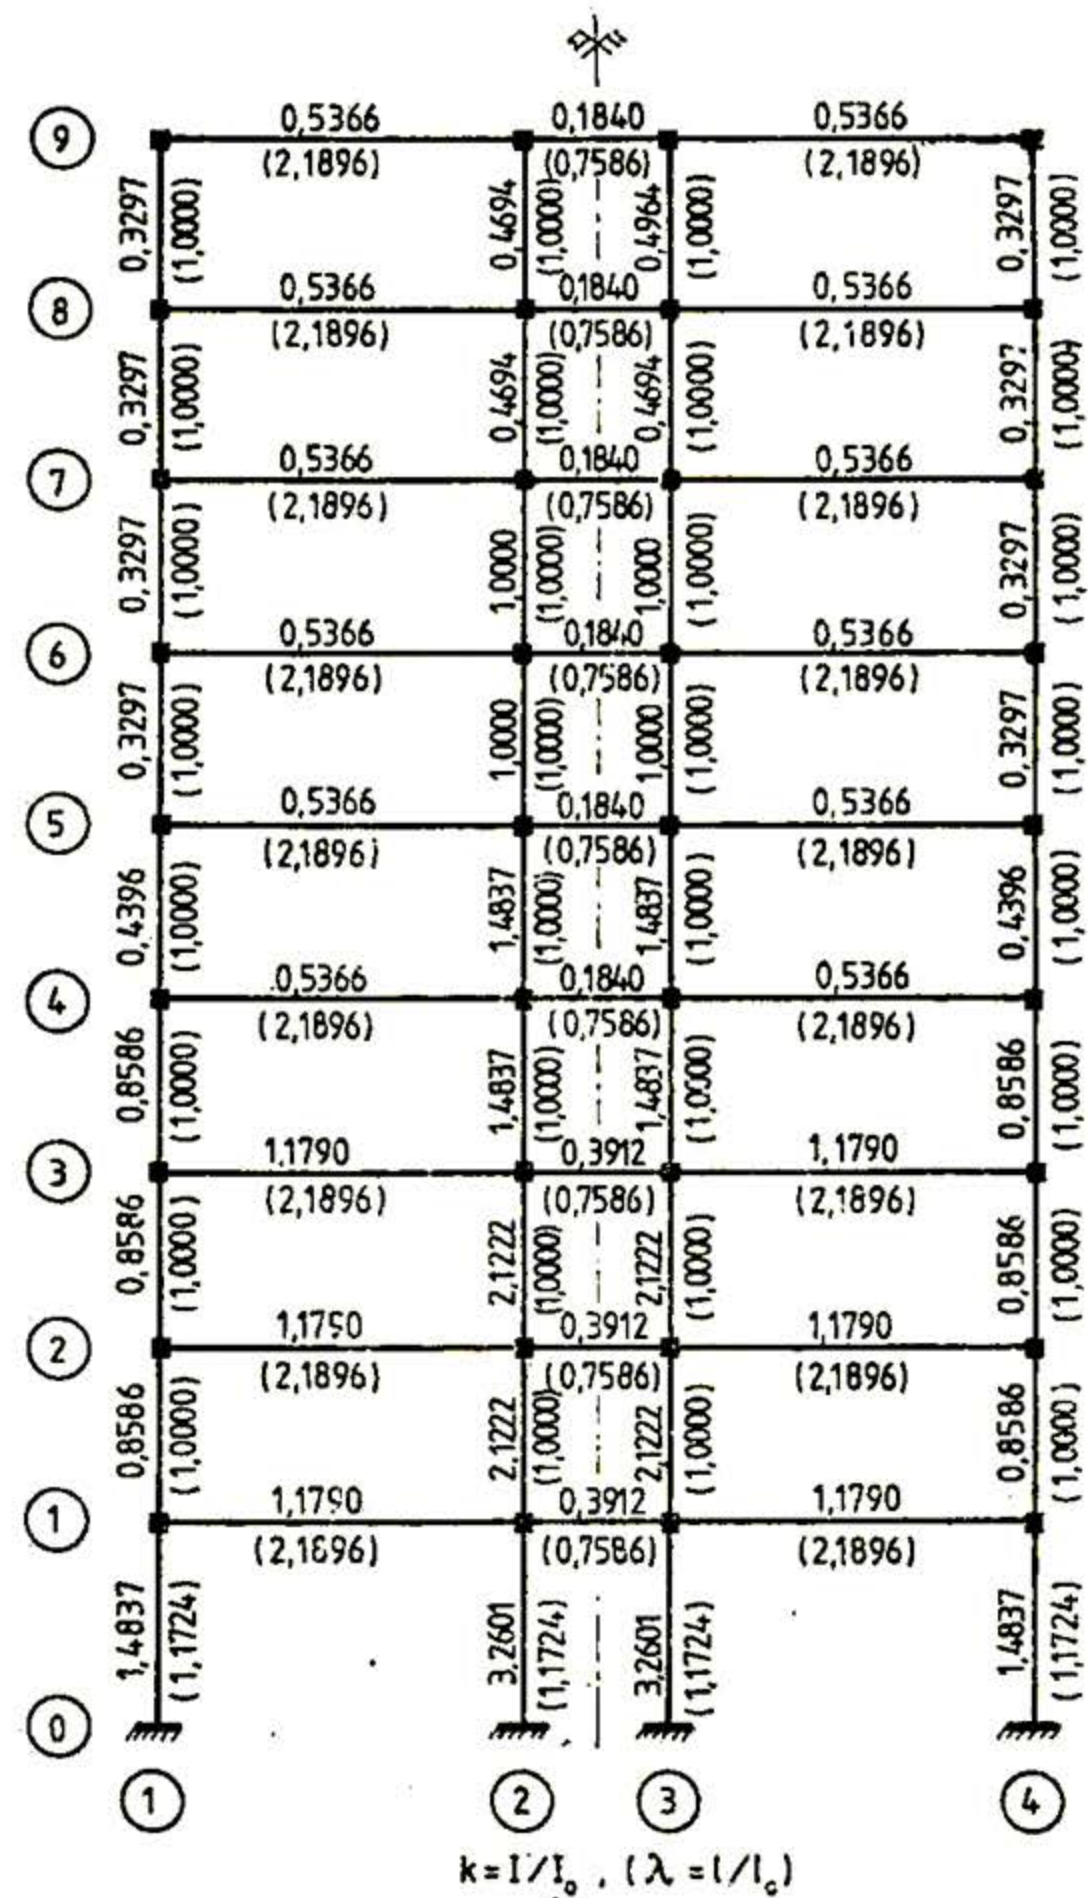 9 0,5366 0,1840 0,5366
(2,1896) (0,7586) (2,1896)
0,3297 (1,0000) 0,4694 (1,0000) 0,4964 (1,0000) 0,3297 (1,0000)
8 0,5366 0,1840 0,5366
(2,1896) (0,7586) (2,1896)
0,3297 (1,0000) 0,4694 (1,0000) 0,4694 (1,0000) 0,3297 (1,0000)
7 0,5366 0,1840 0,5366
(2,1896) (0,7586) (2,1896)
0,3297 (1,0000) 1,0000 (1,0000) 1,0000 (1,0000) 0,3297 (1,0000)
6 0,5366 0,1840 0,5366
(2,1896) (0,7586) (2,1896)
0,3297 (1,0000) 1,0000 (1,0000) 1,0000 (1,0000) 0,3297 (1,0000)
5 0,5366 0,1840 0,5366
(2,1896) (0,7586) (2,1896)
0,4396 (1,0000) 1,4837 (1,0000) 1,4837 (1,0000) 0,4396 (1,0000)
4 0,5366 0,1840 0,5366
(2,1896) (0,7586) (2,1896)
0,8586 (1,0000) 1,4837 (1,0000) 1,4837 (1,0000) 0,8586 (1,0000)
3 1,1790 0,3912 1,1790
(2,1896) (0,7586) (2,1896)
0,8586 (1,0000) 2,1222 (1,0000) 2,1222 (1,0000) 0,8586 (1,0000)
2 1,1790 0,3912 1,1790
(2,1896) (0,7586) (2,1896)
0,8586 (1,0000) 2,1222 (1,0000) 2,1222 (1,0000) 0,8586 (1,0000)
1 1,1790 0,3912 1,1790
(2,1896) (0,7586) (2,1896)
1,4837 (1,1724) 3,2601 (1,1724) 3,2601 (1,1724) 1,4837 (1,1724)
0
1 2 3 4
k=I/I₀ , (λ=l/l₀)